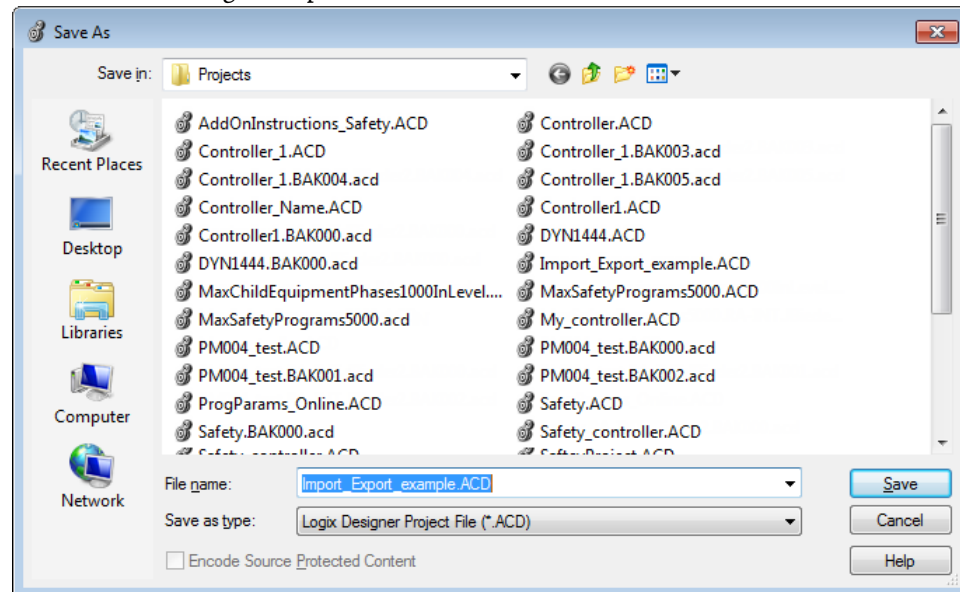 Save As
Save in: Projects
Recent Places
Desktop
Libraries
Computer
Network
AddOnInstructions_Safety.ACD Controller.ACD
Controller_1.ACD Controller_1.BAK003.acd
Controller_1.BAK004.acd Controller_1.BAK005.acd
Controller_Name.ACD Controller1.ACD
Controller1.BAK000.acd DYN1444.ACD
DYN1444.BAK000.acd Import_Export_example.ACD
MaxChildEquipmentPhases1000InLevel.... MaxSafetyPrograms5000.ACD
MaxSafetyPrograms5000.acd My_controller.ACD
PM004_test.ACD PM004_test.BAK000.acd
PM004_test.BAK001.acd PM004_test.BAK002.acd
ProgParams_Online.ACD Safety.ACD
Safety.BAK000.acd Safety_controller.ACD
File name: Import_Export_example.ACD Save
Save as type: Logix Designer Project File (*.ACD) Cancel
Encode Source Protected Content Help